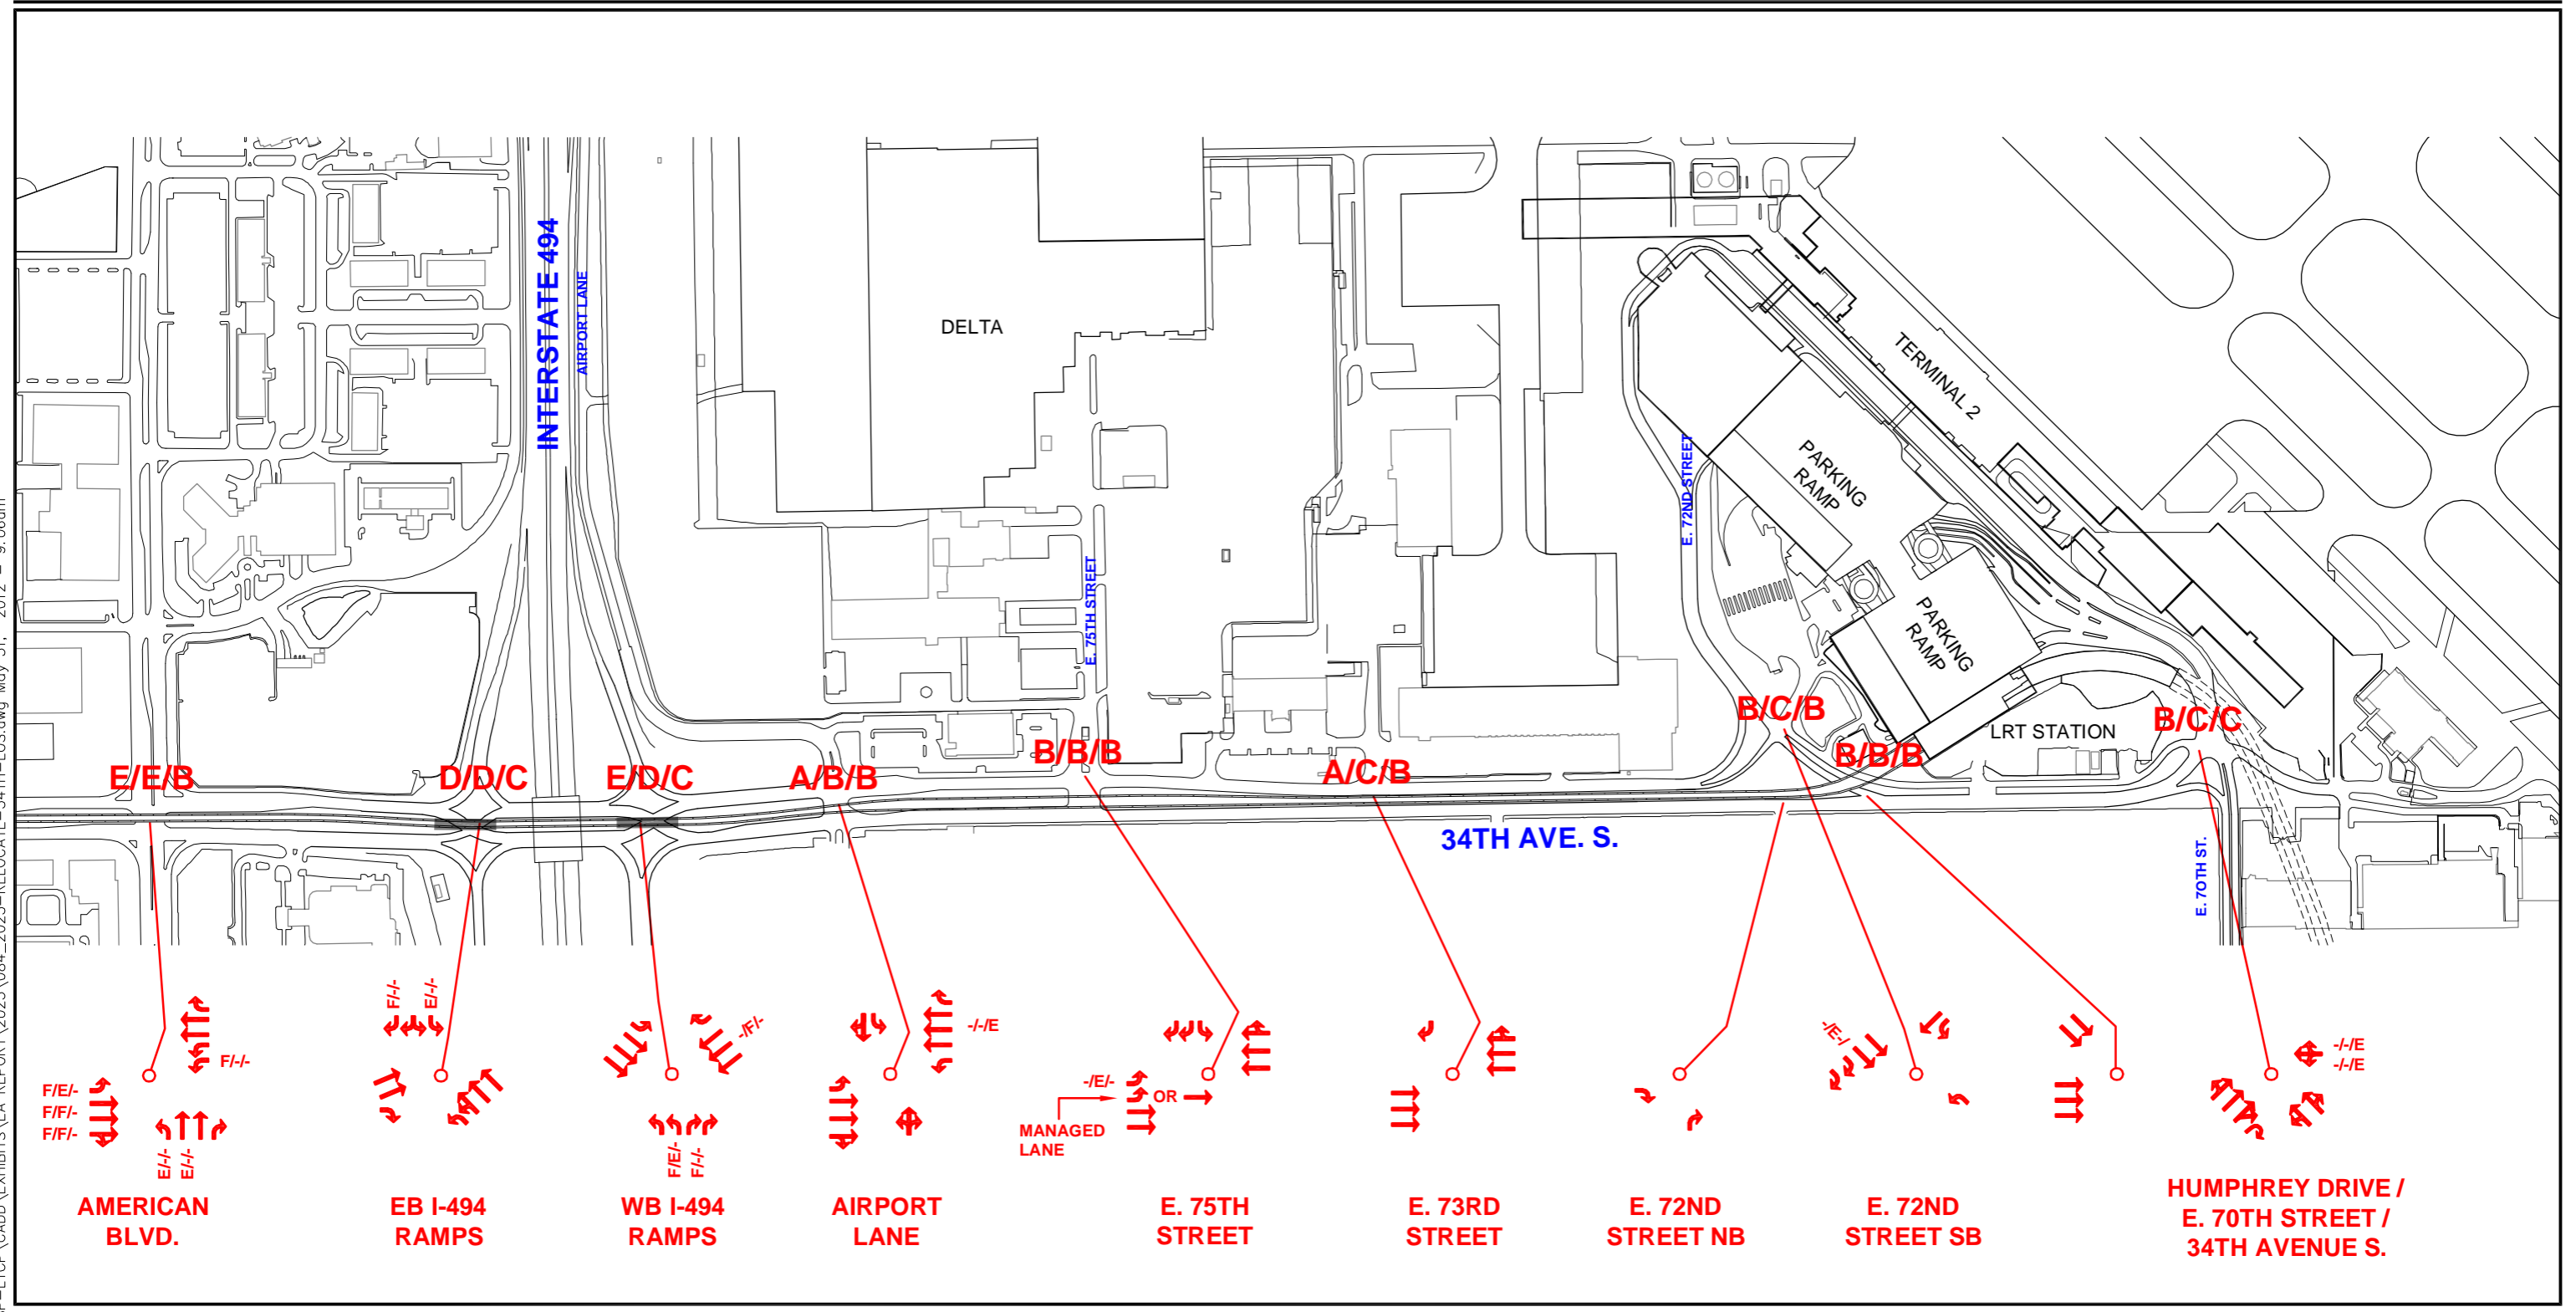 INTERSTATE 494
AIRPORT LANE
DELTA
E. 75TH STREET
E. 72ND STREET
TERMINAL 2
PARKING
RAMP
PARKING
RAMP
LRT STATION
34TH AVE. S.
E. 70TH ST.
E/E/B
D/D/C
E/D/C
A/B/B
B/B/B
A/C/B
B/C/B
B/B/B
B/C/C
F/E/-
F/F/-
F/F/-
F/-/-
E/-/-
E/-/-
AMERICAN
BLVD.
F/-/-
E/-/-
EB I-494
RAMPS
-/F/-
F/E/-
F/-/-
WB I-494
RAMPS
-/-/E
AIRPORT
LANE
-/E/-
OR
MANAGED
LANE
E. 75TH
STREET
E. 73RD
STREET
E. 72ND
STREET NB
-/E-/
E. 72ND
STREET SB
-/-/E
-/-/E
HUMPHREY DRIVE /
E. 70TH STREET /
34TH AVENUE S.